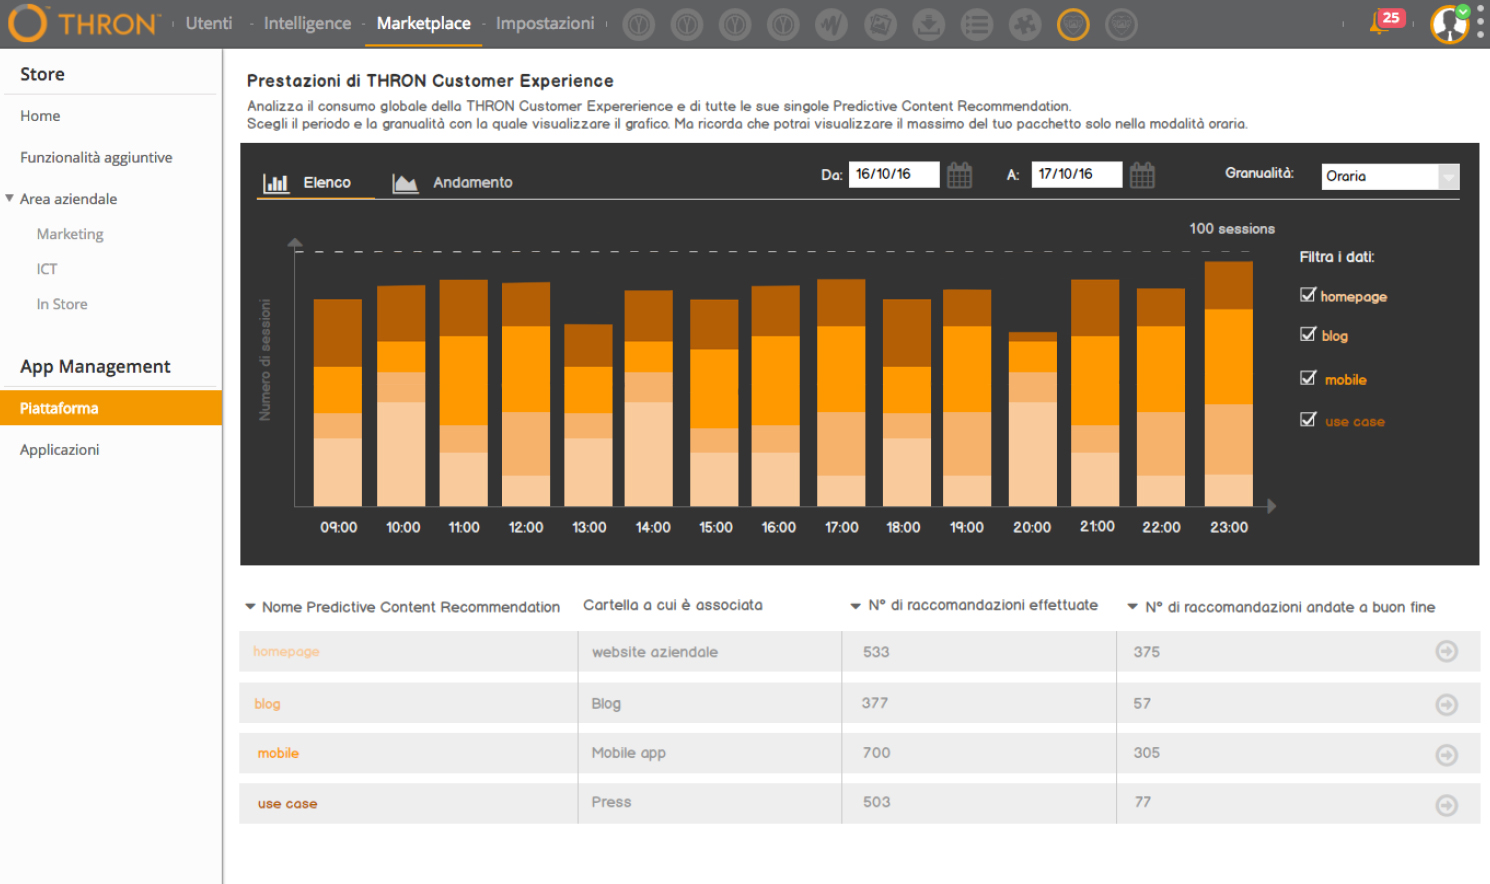 THRON™ Utenti - Intelligence - Marketplace - Impostazioni 25
Store
Home
Funzionalità aggiuntive
Area aziendale
Marketing
ICT
In Store
App Management
Piattaforma
Applicazioni
Prestazioni di THRON Customer Experience
Analizza il consumo globale della THRON Customer Expererience e di tutte le sue singole Predictive Content Recommendation.
Scegli il periodo e la granualità con la quale visualizzare il grafico. Ma ricorda che potrai visualizzare il massimo del tuo pacchetto solo nella modalità oraria.
Elenco Andamento Da: 16/10/16 A: 17/10/16 Granualità: Oraria
100 sessions
Numero di sessioni
Filtra i dati:
homepage
blog
mobile
use case
09:00 10:00 11:00 12:00 13:00 14:00 15:00 16:00 17:00 18:00 19:00 20:00 21:00 22:00 23:00
Nome Predictive Content Recommendation Cartella a cui è associata N° di raccomandazioni effettuate N° di raccomandazioni andate a buon fine
homepage website aziendale 533 375
blog Blog 377 57
mobile Mobile app 700 305
use case Press 503 77